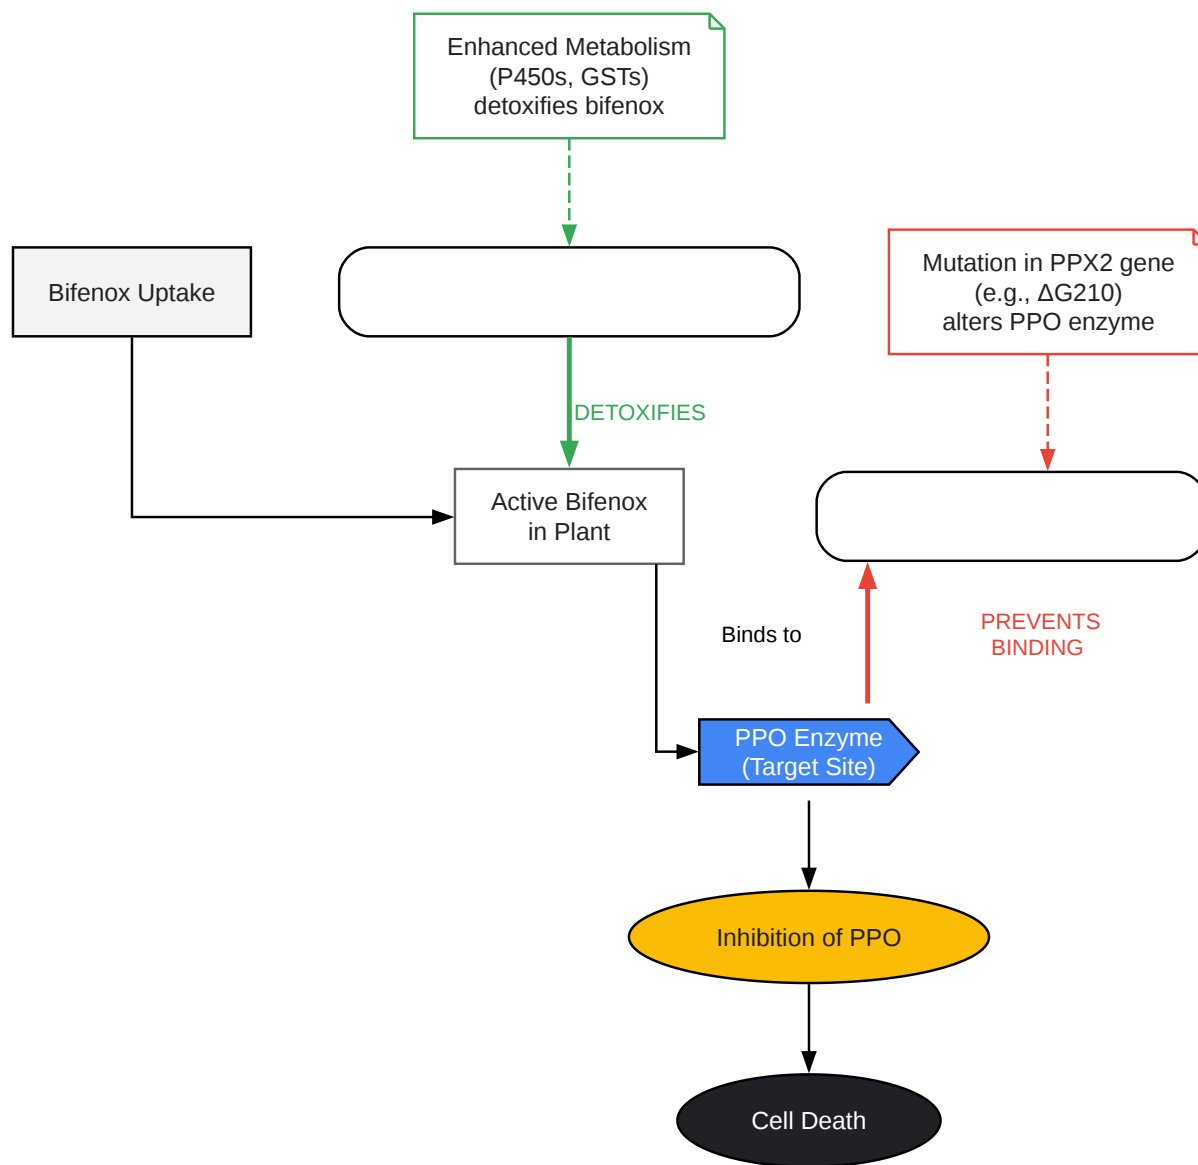 Enhanced Metabolism
(P450s, GSTs)
detoxifies bifenox
Bifenox Uptake
Mutation in PPX2 gene
(e.g., ΔG210)
alters PPO enzyme
DETOXIFIES
Active Bifenox
in Plant
Binds to
PREVENTS
BINDING
PPO Enzyme
(Target Site)
Inhibition of PPO
Cell Death